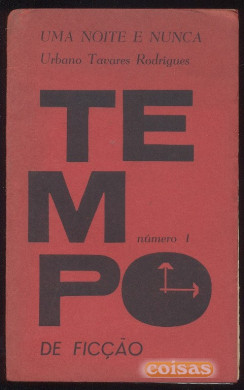 UMA NOITE E NUNCA
Urbano Tavares Rodrigues
TE
M
número 1
PO
DE FICÇÃO
coisas